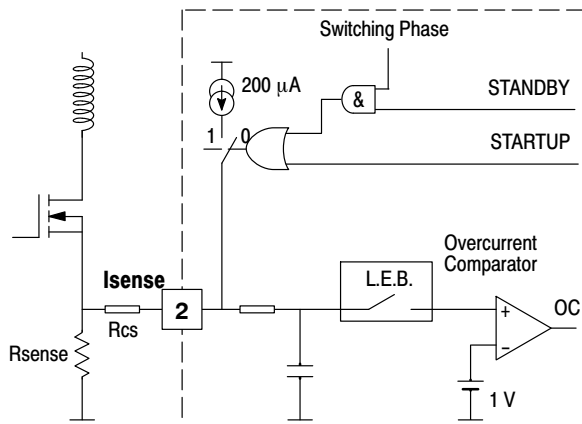 Switching Phase
200 μA
&
STANDBY
1 0
STARTUP
Overcurrent
Comparator
Isense
L.E.B.
2
Rcs
+
OC
−
Rsense
1 V